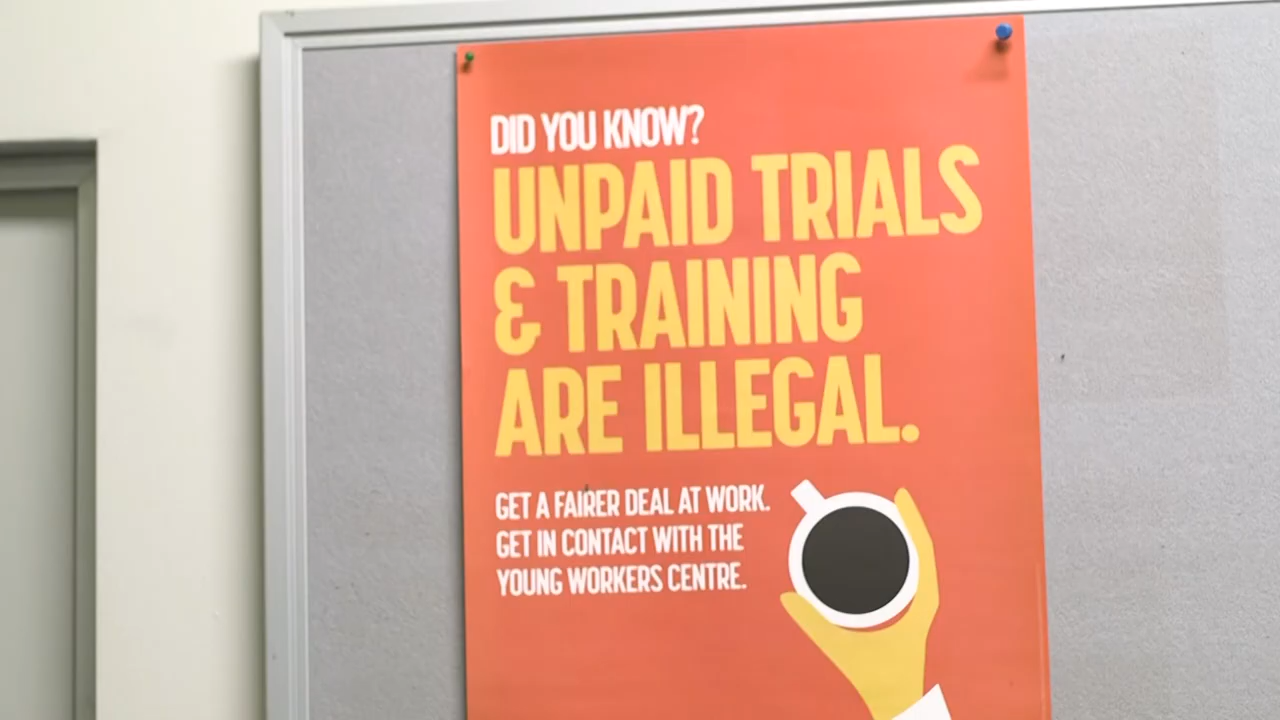 DID YOU KNOW?
UNPAID TRIALS
& TRAINING
ARE ILLEGAL.
GET A FAIRER DEAL AT WORK.
GET IN CONTACT WITH THE
YOUNG WORKERS CENTRE.